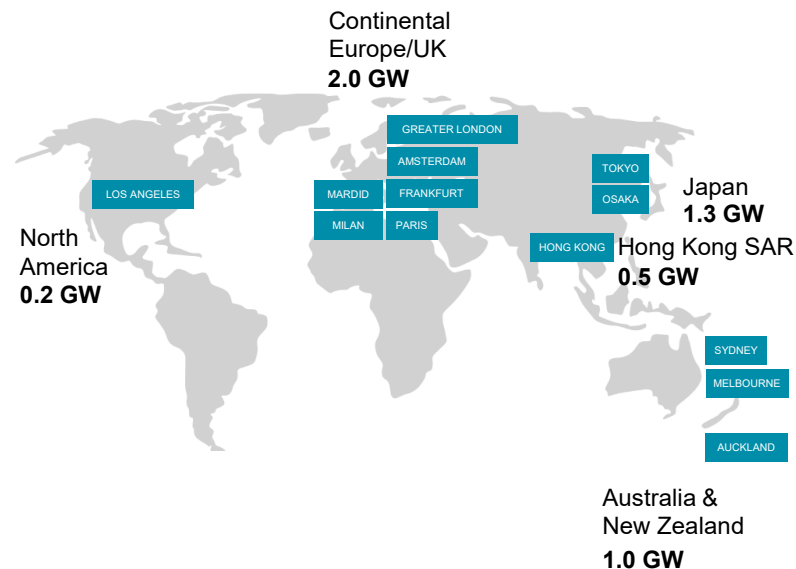 Continental
Europe/UK
2.0 GW
GREATER LONDON
AMSTERDAM
TOKYO
LOS ANGELES
MARDID
FRANKFURT
OSAKA
Japan
1.3 GW
MILAN
PARIS
North
America
0.2 GW
HONG KONG
Hong Kong SAR
0.5 GW
SYDNEY
MELBOURNE
AUCKLAND
Australia &
New Zealand
1.0 GW